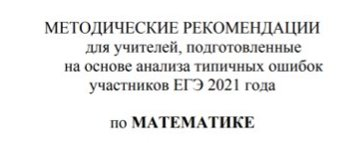 МЕТОДИЧЕСКИЕ РЕКОМЕНДАЦИИ
для учителей, подготовленные
на основе анализа типичных ошибок
участников ЕГЭ 2021 года
по МАТЕМАТИКЕ